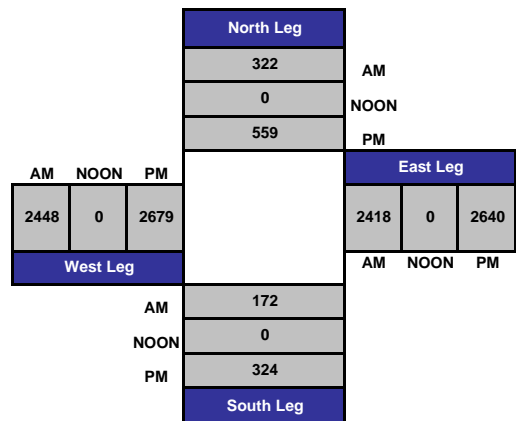 North Leg
322 AM
0 NOON
559 PM
AM NOON PM
East Leg
2448 0 2679
2418 0 2640
West Leg
AM NOON PM
AM 172
NOON 0
PM 324
South Leg